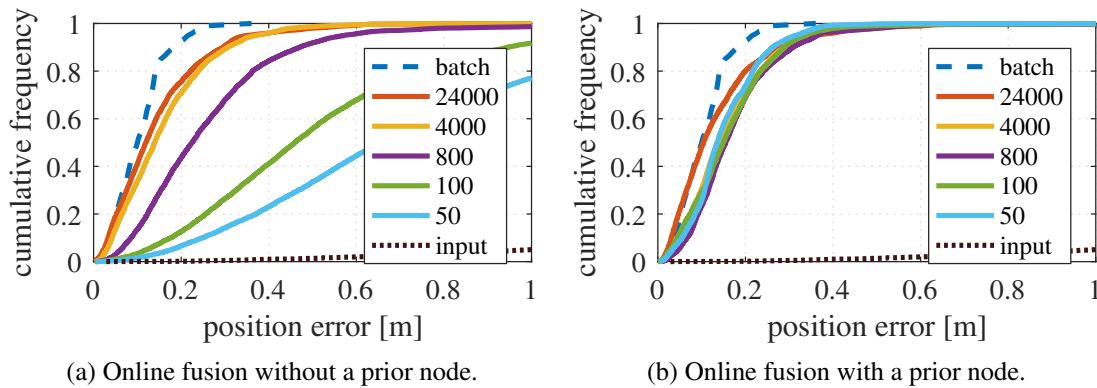 1
0.8
0.6
0.4
0.2
0
cumulative frequency
0 0.2 0.4 0.6 0.8 1
position error [m]
batch
24000
4000
800
100
50
input
(a) Online fusion without a prior node.
1
0.8
0.6
0.4
0.2
0
cumulative frequency
0 0.2 0.4 0.6 0.8 1
position error [m]
batch
24000
4000
800
100
50
input
(b) Online fusion with a prior node.